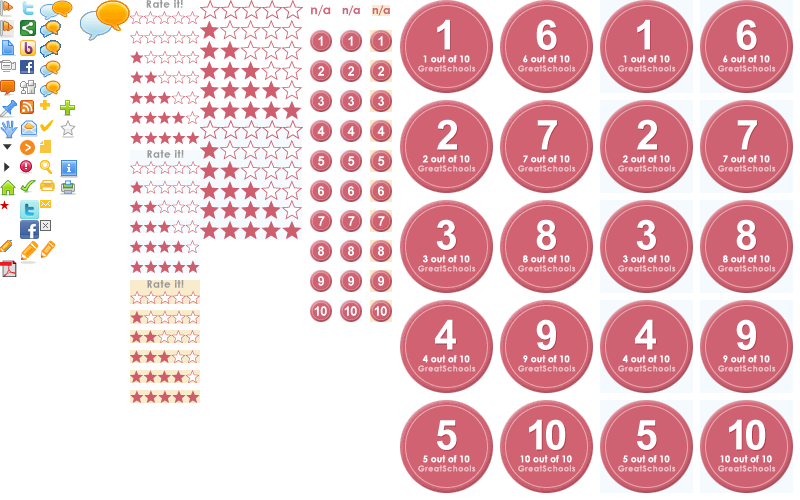 Rate it!
Rate it!
Rate it!
n/a n/a n/a
1 1 1
2 2 2
3 3 3
4 4 4
5 5 5
6 6 6
7 7 7
8 8 8
9 9 9
10 10 10
1
1 out of 10
GreatSchools
6
6 out of 10
GreatSchools
1
1 out of 10
GreatSchools
6
6 out of 10
GreatSchools
2
2 out of 10
GreatSchools
7
7 out of 10
GreatSchools
2
2 out of 10
GreatSchools
7
7 out of 10
GreatSchools
3
3 out of 10
GreatSchools
8
8 out of 10
GreatSchools
3
3 out of 10
GreatSchools
8
8 out of 10
GreatSchools
4
4 out of 10
GreatSchools
9
9 out of 10
GreatSchools
4
4 out of 10
GreatSchools
9
9 out of 10
GreatSchools
5
5 out of 10
GreatSchools
10
10 out of 10
GreatSchools
5
5 out of 10
GreatSchools
10
10 out of 10
GreatSchools